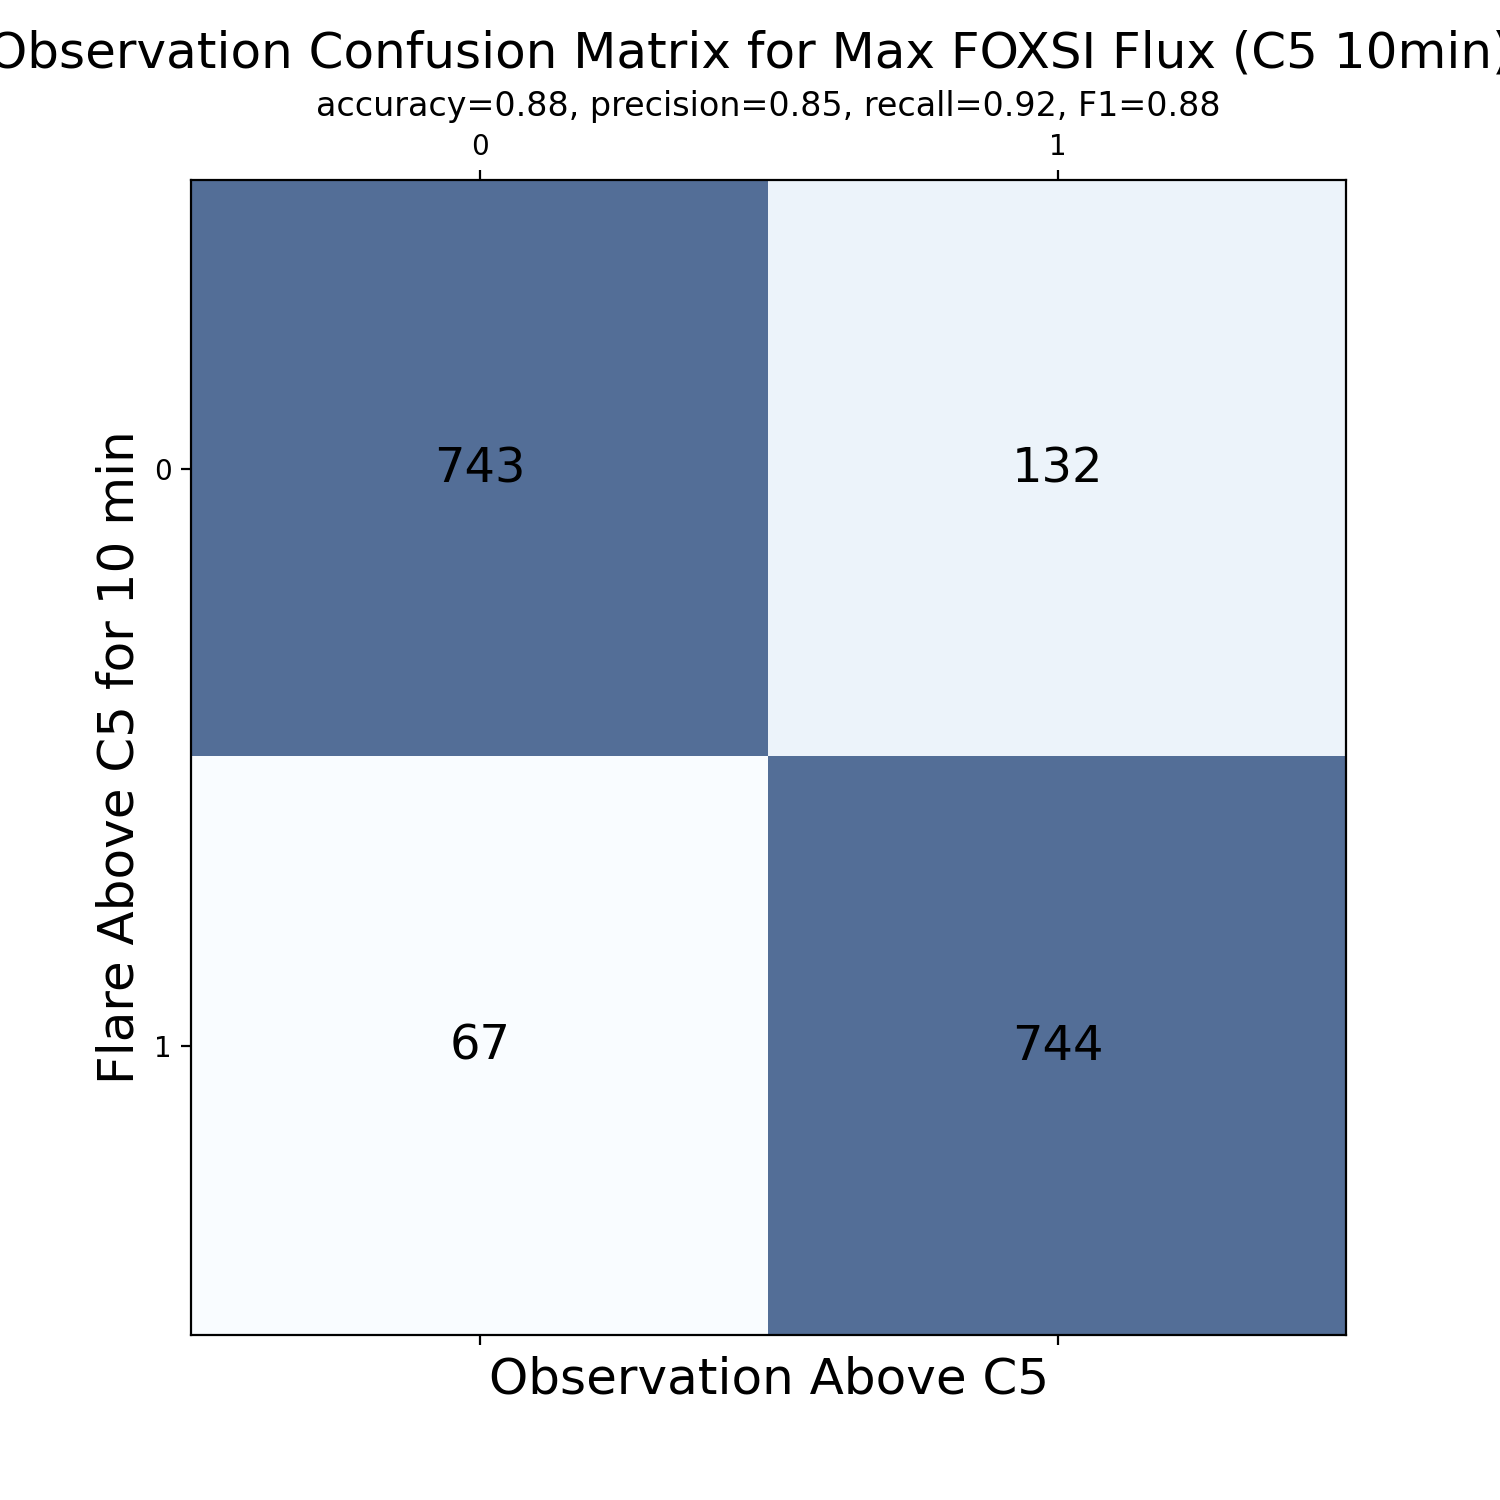 Observation Confusion Matrix for Max FOXSI Flux (C5 10min)
accuracy=0.88, precision=0.85, recall=0.92, F1=0.88
0 1
Flare Above C5 for 10 min
0 743 132
1 67 744
Observation Above C5